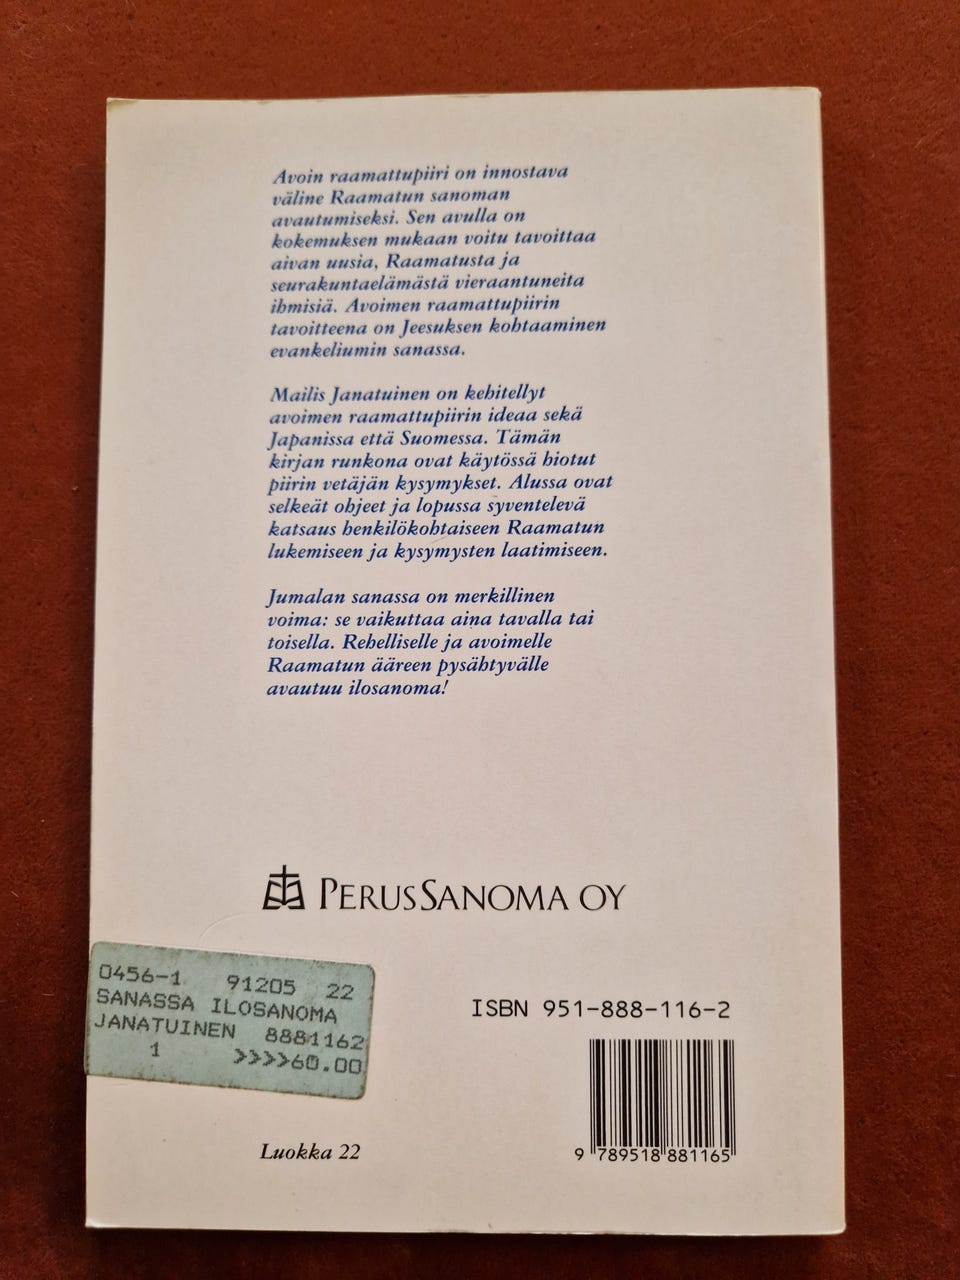 Avoin raamattupiiri on innostava
väline Raamatun sanoman
avautumiseksi. Sen avulla on
kokemuksen mukaan voitu tavoittaa
aivan uusia, Raamatusta ja
seurakuntaelämästä vieraantuneita
ihmisiä. Avoimen raamattupiirin
tavoitteena on Jeesuksen kohtaaminen
evankeliumin sanassa.
Mailis Janatuinen on kehitellyt
avoimen raamattupiirin ideaa sekä
Japanissa että Suomessa. Tämän
kirjan runkona ovat käytössä hiotut
piirin vetäjän kysymykset. Alussa ovat
selkeät ohjeet ja lopussa syventelevä
katsaus henkilökohtaiseen Raamatun
lukemiseen ja kysymysten laatimiseen.
Jumalan sanassa on merkillinen
voima: se vaikuttaa aina tavalla tai
toisella. Rehelliselle ja avoimelle
Raamatun ääreen pysähtyvälle
avautuu ilosanoma!
PERUSSANOMA OY
0456-1 91205 22
SANASSA ILOSANOMA
JANATUINEN 8881162
1 >>>>60.00
ISBN 951-888-116-2
9 789518 881165
Luokka 22